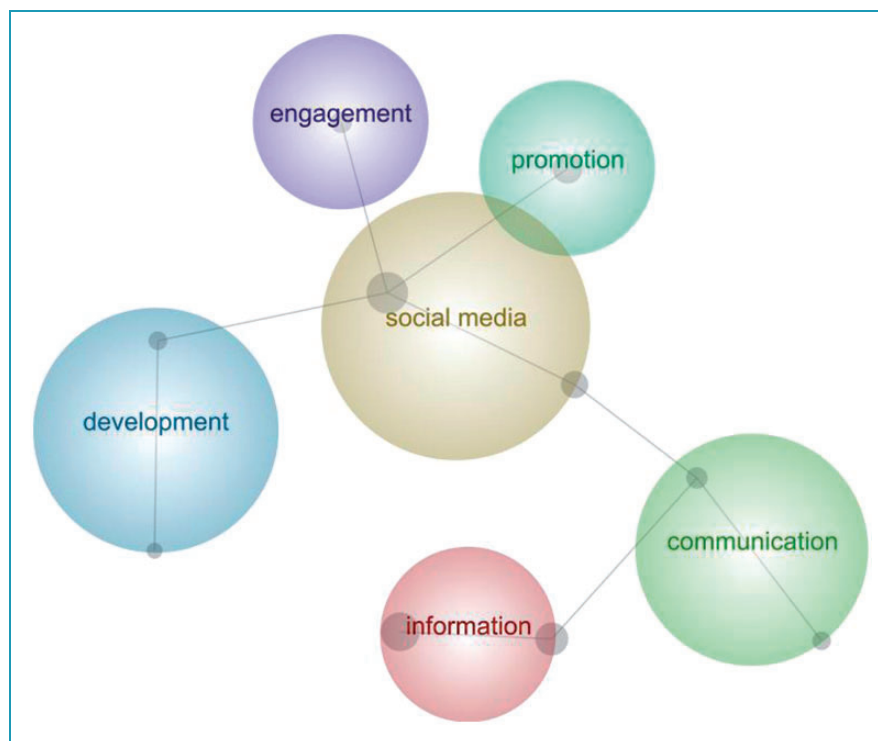 engagement
promotion
social media
development
communication
information